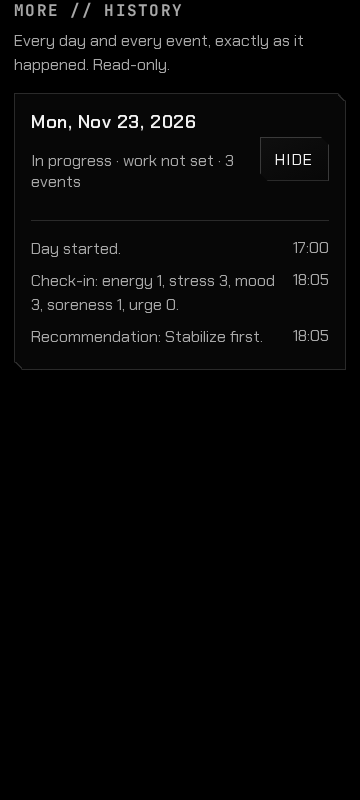 MORE // HISTORY
Every day and every event, exactly as it
happened. Read-only.
Mon, Nov 23, 2026
In progress · work not set · 3
events
HIDE
Day started. 17:00
Check-in: energy 1, stress 3, mood 18:05
3, soreness 1, urge 0.
Recommendation: Stabilize first. 18:05